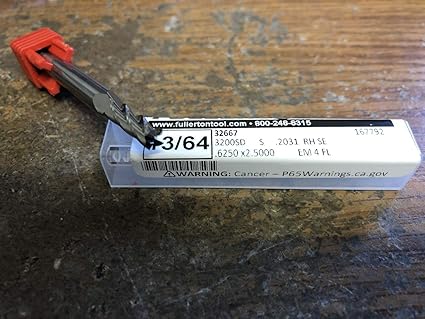 www.fullertontool.com • 800-248-8315
32667 167792
3/64
3200SD S .2031 RH SE
.6250 x2.5000 EM 4 FL
⚠WARNING: Cancer – P65Warnings.ca.gov